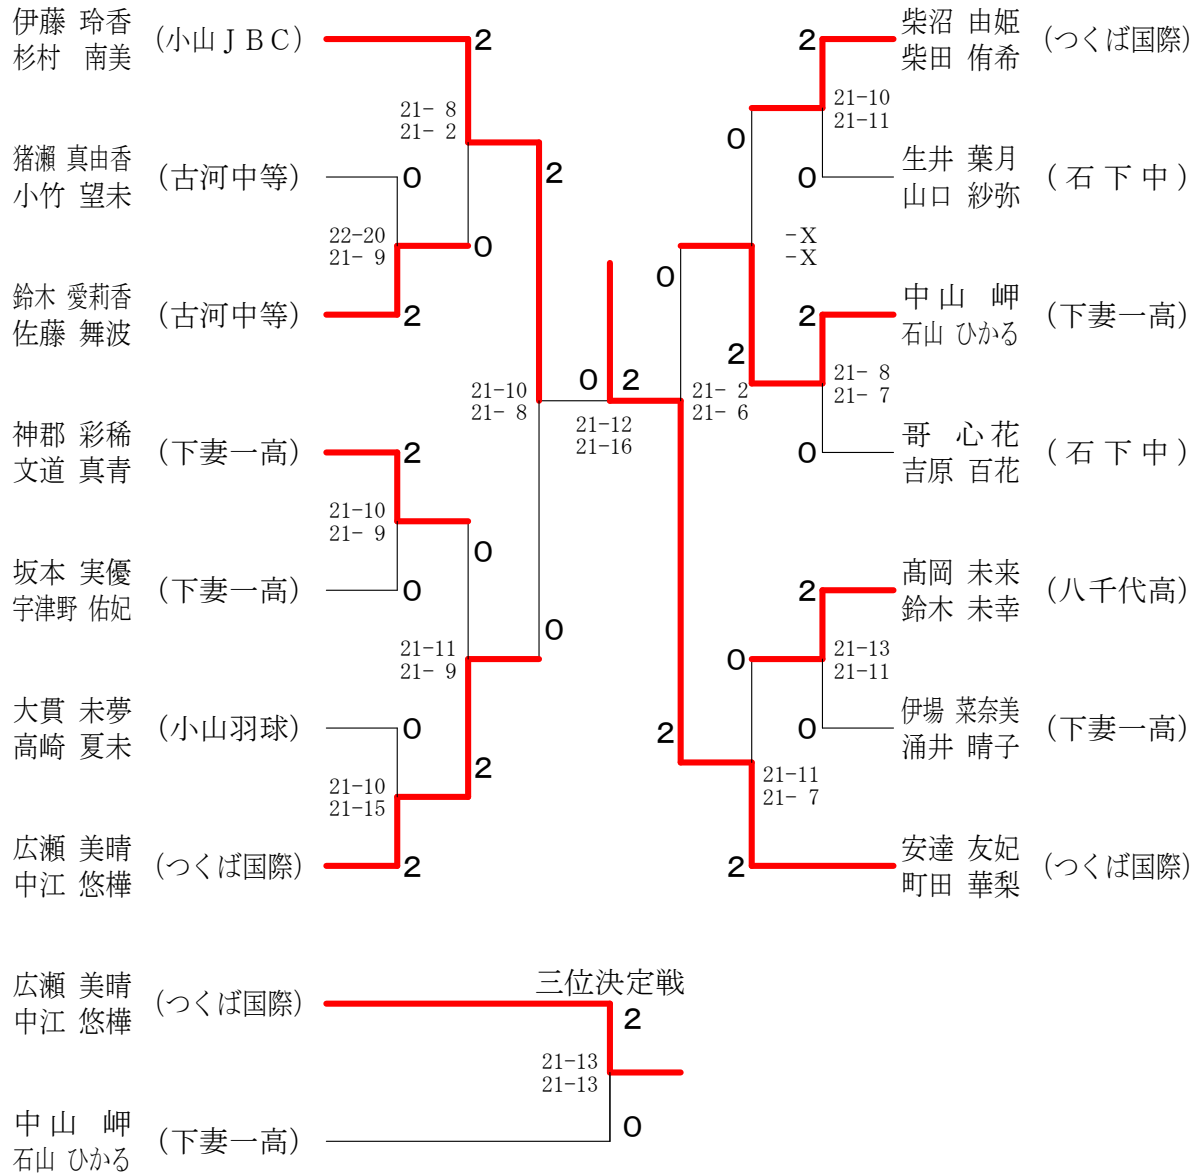 伊藤 玲香
杉村 南美
(小山ＪＢＣ)
2
21- 8
21- 2
猪瀬 真由香
小竹 望未
(古河中等)
0
22-20
21- 9
0
鈴木 愛莉香
佐藤 舞波
(古河中等)
2
2
神郡 彩稀
文道 真青
(下妻一高)
2
21-10
21- 9
0
坂本 実優
宇津野 佑妃
(下妻一高)
0
21-10
21- 8
21-11
21- 9
0
大貫 未夢
高崎 夏未
(小山羽球)
0
21-10
21-15
2
広瀬 美晴
中江 悠樺
(つくば国際)
2
0
2
21-12
21-16
柴沼 由姫
柴田 侑希
(つくば国際)
2
21-10
21-11
0
生井 葉月
山口 紗弥
(石下中)
0
-X
-X
0
中山 岬
石山 ひかる
(下妻一高)
2
2
21- 8
21- 7
21- 2
21- 6
哥 心花
吉原 百花
(石下中)
0
髙岡 未来
鈴木 未幸
(八千代高)
2
21-13
21-11
0
伊場 菜奈美
涌井 晴子
(下妻一高)
0
2
21-11
21- 7
安達 友妃
町田 華梨
(つくば国際)
2
三位決定戦
広瀬 美晴
中江 悠樺
(つくば国際)
2
21-13
21-13
中山 岬
石山 ひかる
(下妻一高)
0